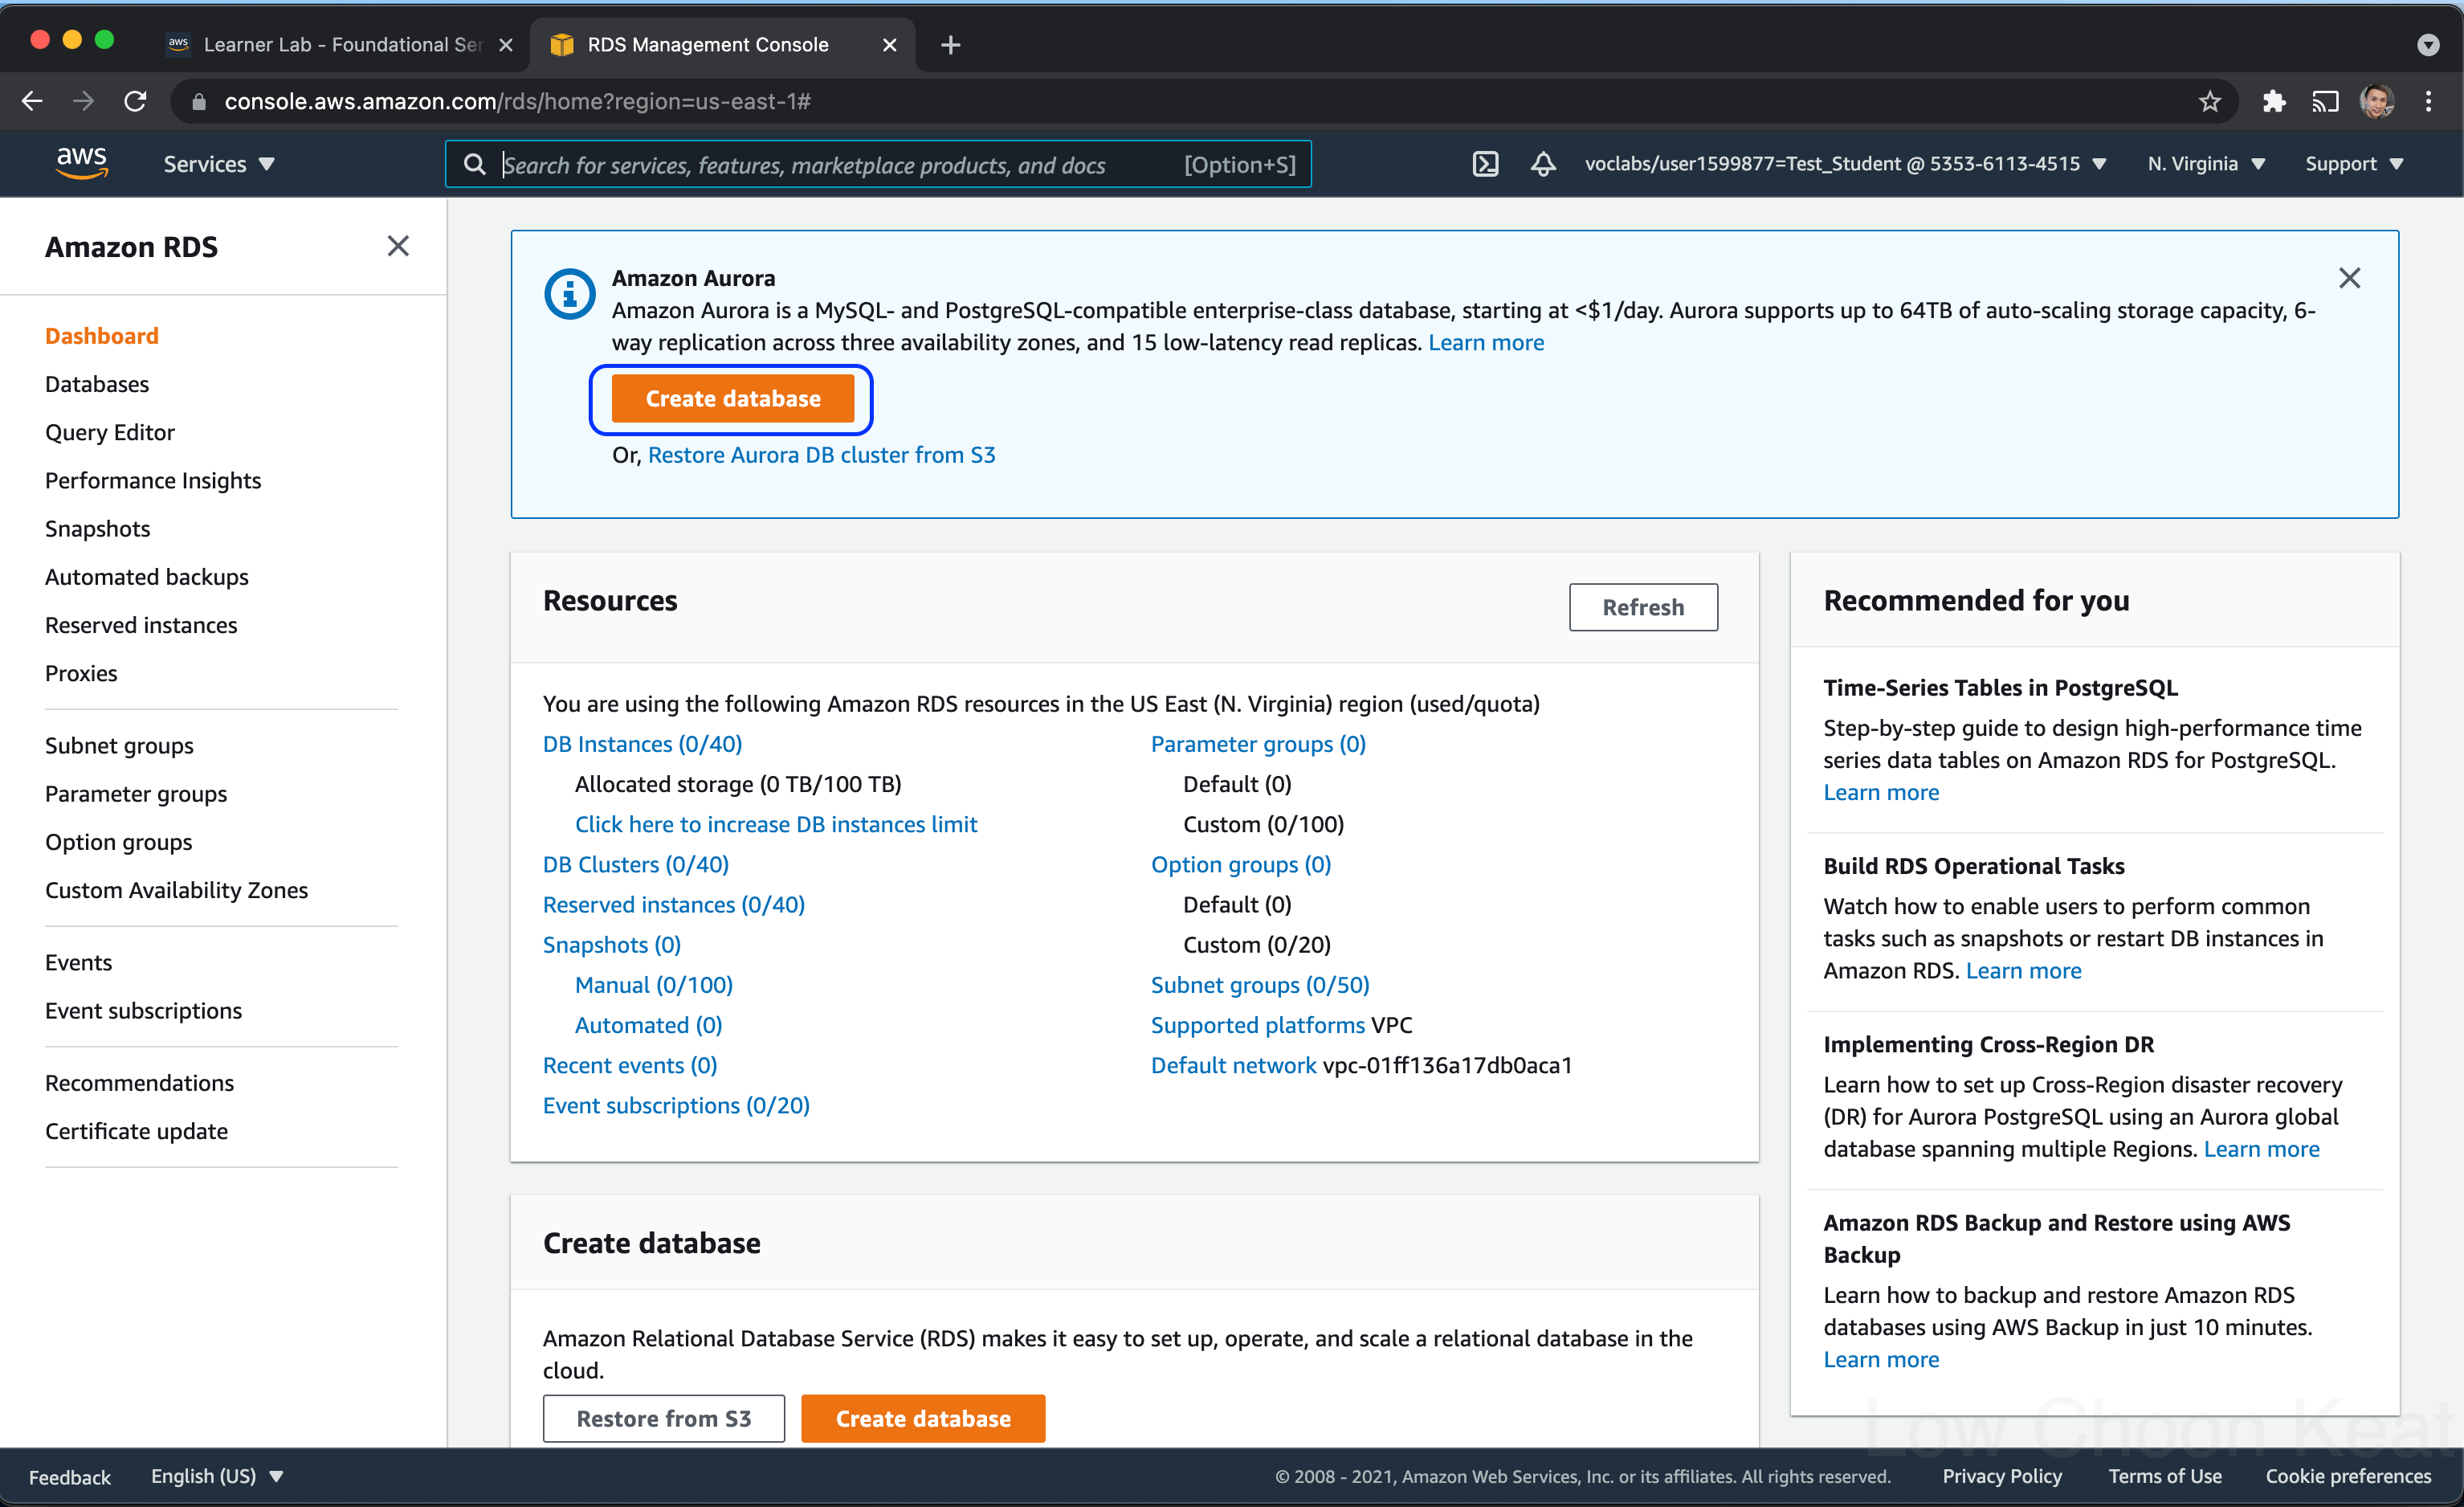 aws Learner Lab - Foundational Ser
RDS Management Console
console.aws.amazon.com/rds/home?region=us-east-1#
aws
Services
Search for services, features, marketplace products, and docs [Option+S]
voclabs/user1599877=Test_Student @ 5353-6113-4515
N. Virginia
Support
Amazon RDS
Dashboard
Databases
Query Editor
Performance Insights
Snapshots
Automated backups
Reserved instances
Proxies
Subnet groups
Parameter groups
Option groups
Custom Availability Zones
Events
Event subscriptions
Recommendations
Certificate update
Amazon Aurora
Amazon Aurora is a MySQL- and PostgreSQL-compatible enterprise-class database, starting at <$1/day. Aurora supports up to 64TB of auto-scaling storage capacity, 6-
way replication across three availability zones, and 15 low-latency read replicas. Learn more
Create database
Or, Restore Aurora DB cluster from S3
Resources
Refresh
You are using the following Amazon RDS resources in the US East (N. Virginia) region (used/quota)
DB Instances (0/40)
Allocated storage (0 TB/100 TB)
Click here to increase DB instances limit
DB Clusters (0/40)
Reserved instances (0/40)
Snapshots (0)
Manual (0/100)
Automated (0)
Recent events (0)
Event subscriptions (0/20)
Parameter groups (0)
Default (0)
Custom (0/100)
Option groups (0)
Default (0)
Custom (0/20)
Subnet groups (0/50)
Supported platforms VPC
Default network vpc-01ff136a17db0aca1
Create database
Amazon Relational Database Service (RDS) makes it easy to set up, operate, and scale a relational database in the
cloud.
Restore from S3
Create database
Recommended for you
Time-Series Tables in PostgreSQL
Step-by-step guide to design high-performance time
series data tables on Amazon RDS for PostgreSQL.
Learn more
Build RDS Operational Tasks
Watch how to enable users to perform common
tasks such as snapshots or restart DB instances in
Amazon RDS. Learn more
Implementing Cross-Region DR
Learn how to set up Cross-Region disaster recovery
(DR) for Aurora PostgreSQL using an Aurora global
database spanning multiple Regions. Learn more
Amazon RDS Backup and Restore using AWS
Backup
Learn how to backup and restore Amazon RDS
databases using AWS Backup in just 10 minutes.
Learn more
Low Choon Keat
Feedback
English (US)
© 2008 - 2021, Amazon Web Services, Inc. or its affiliates. All rights reserved.
Privacy Policy
Terms of Use
Cookie preferences